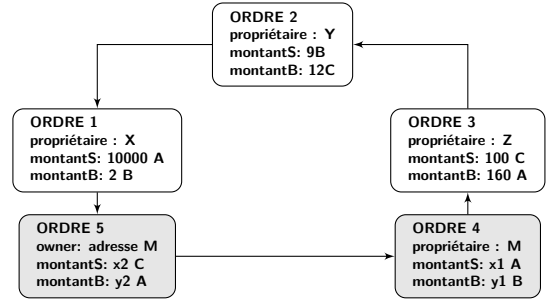 ORDRE 2
propriétaire : Y
montantS: 9B
montantB: 12C
ORDRE 1
propriétaire : X
montantS: 10000 A
montantB: 2 B
ORDRE 3
propriétaire : Z
montantS: 100 C
montantB: 160 A
ORDRE 5
owner: adresse M
montantS: x2 C
montantB: y2 A
ORDRE 4
propriétaire : M
montantS: x1 A
montantB: y1 B